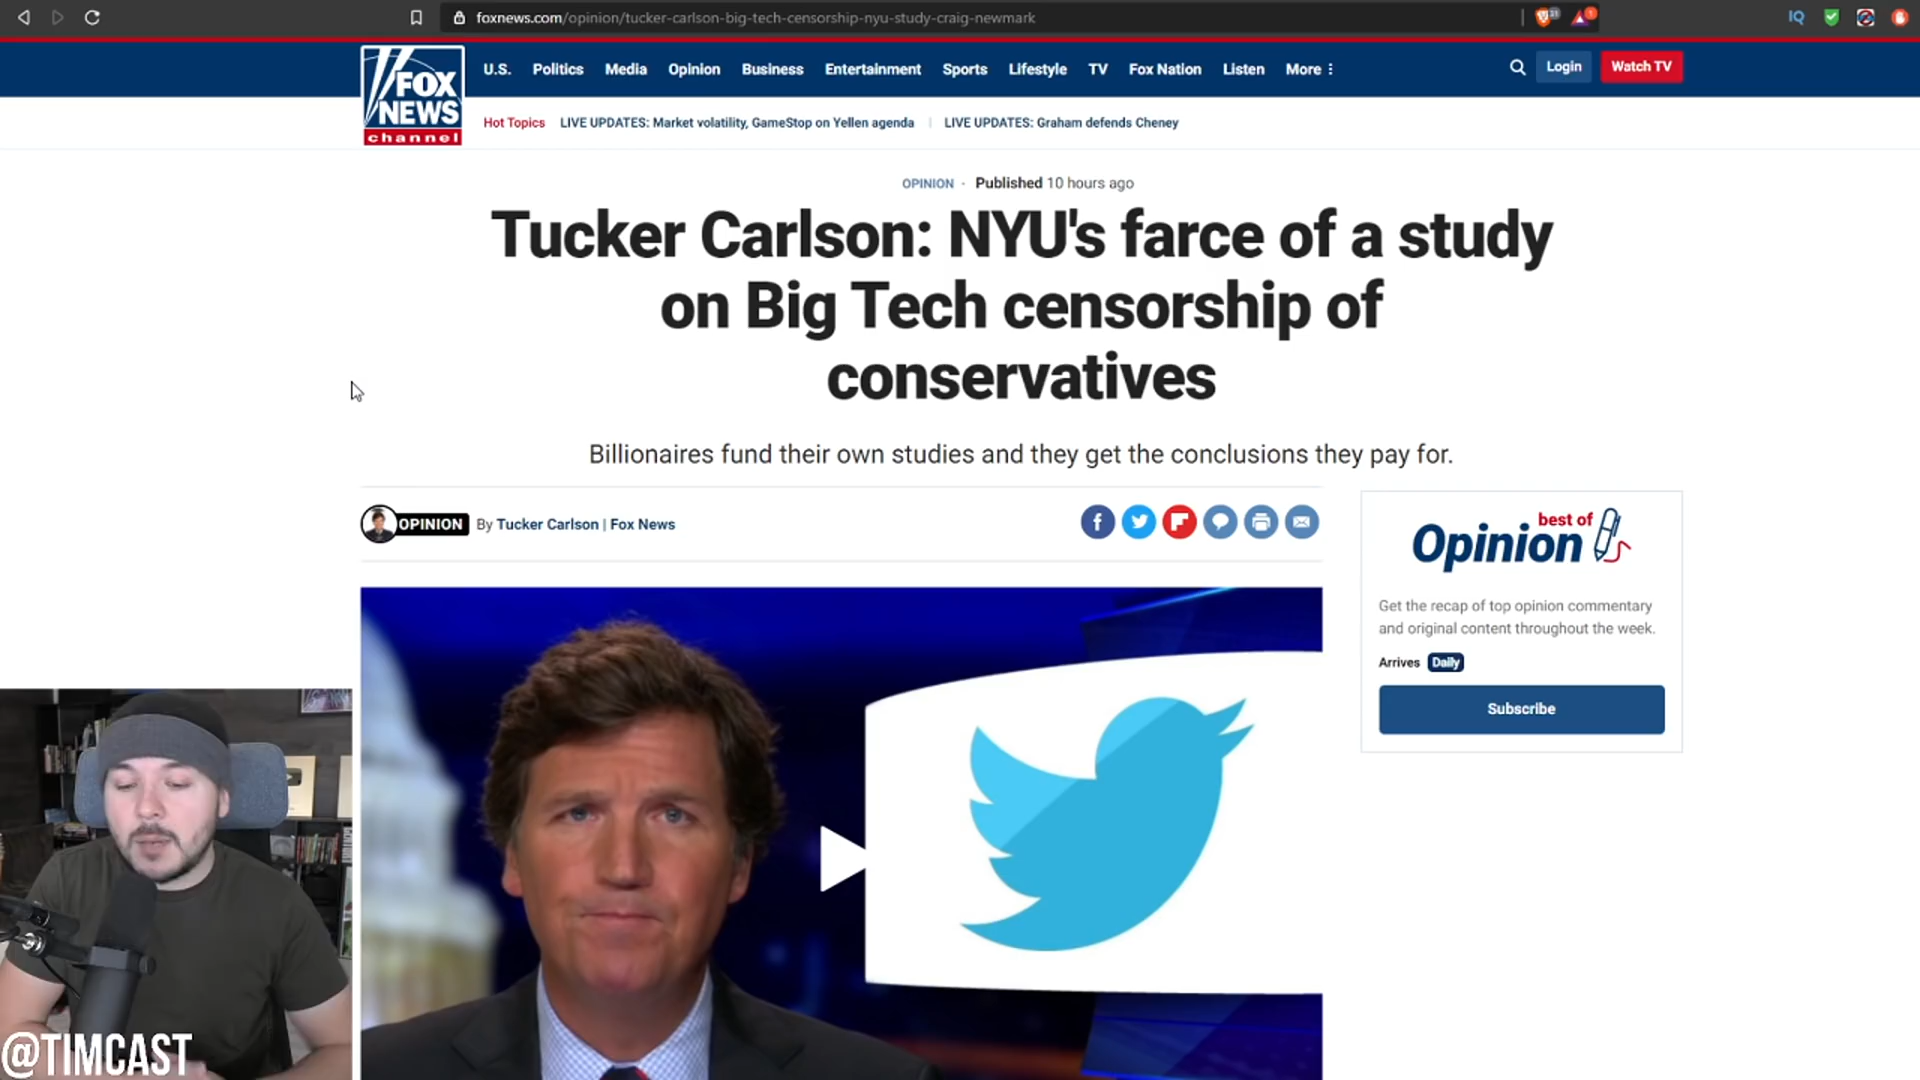 foxnews.com/opinion/tucker-carlson-big-tech-censorship-nyu-study-craig-newmark
IQ
FOX NEWS channel
U.S. Politics Media Opinion Business Entertainment Sports Lifestyle TV Fox Nation Listen More
Login Watch TV
Hot Topics LIVE UPDATES: Market volatility, GameStop on Yellen agenda | LIVE UPDATES: Graham defends Cheney
OPINION · Published 10 hours ago
Tucker Carlson: NYU's farce of a study
on Big Tech censorship of
conservatives
Billionaires fund their own studies and they get the conclusions they pay for.
OPINION By Tucker Carlson | Fox News
best of
Opinion
Get the recap of top opinion commentary
and original content throughout the week.
Arrives Daily
Subscribe
@TIMCAST